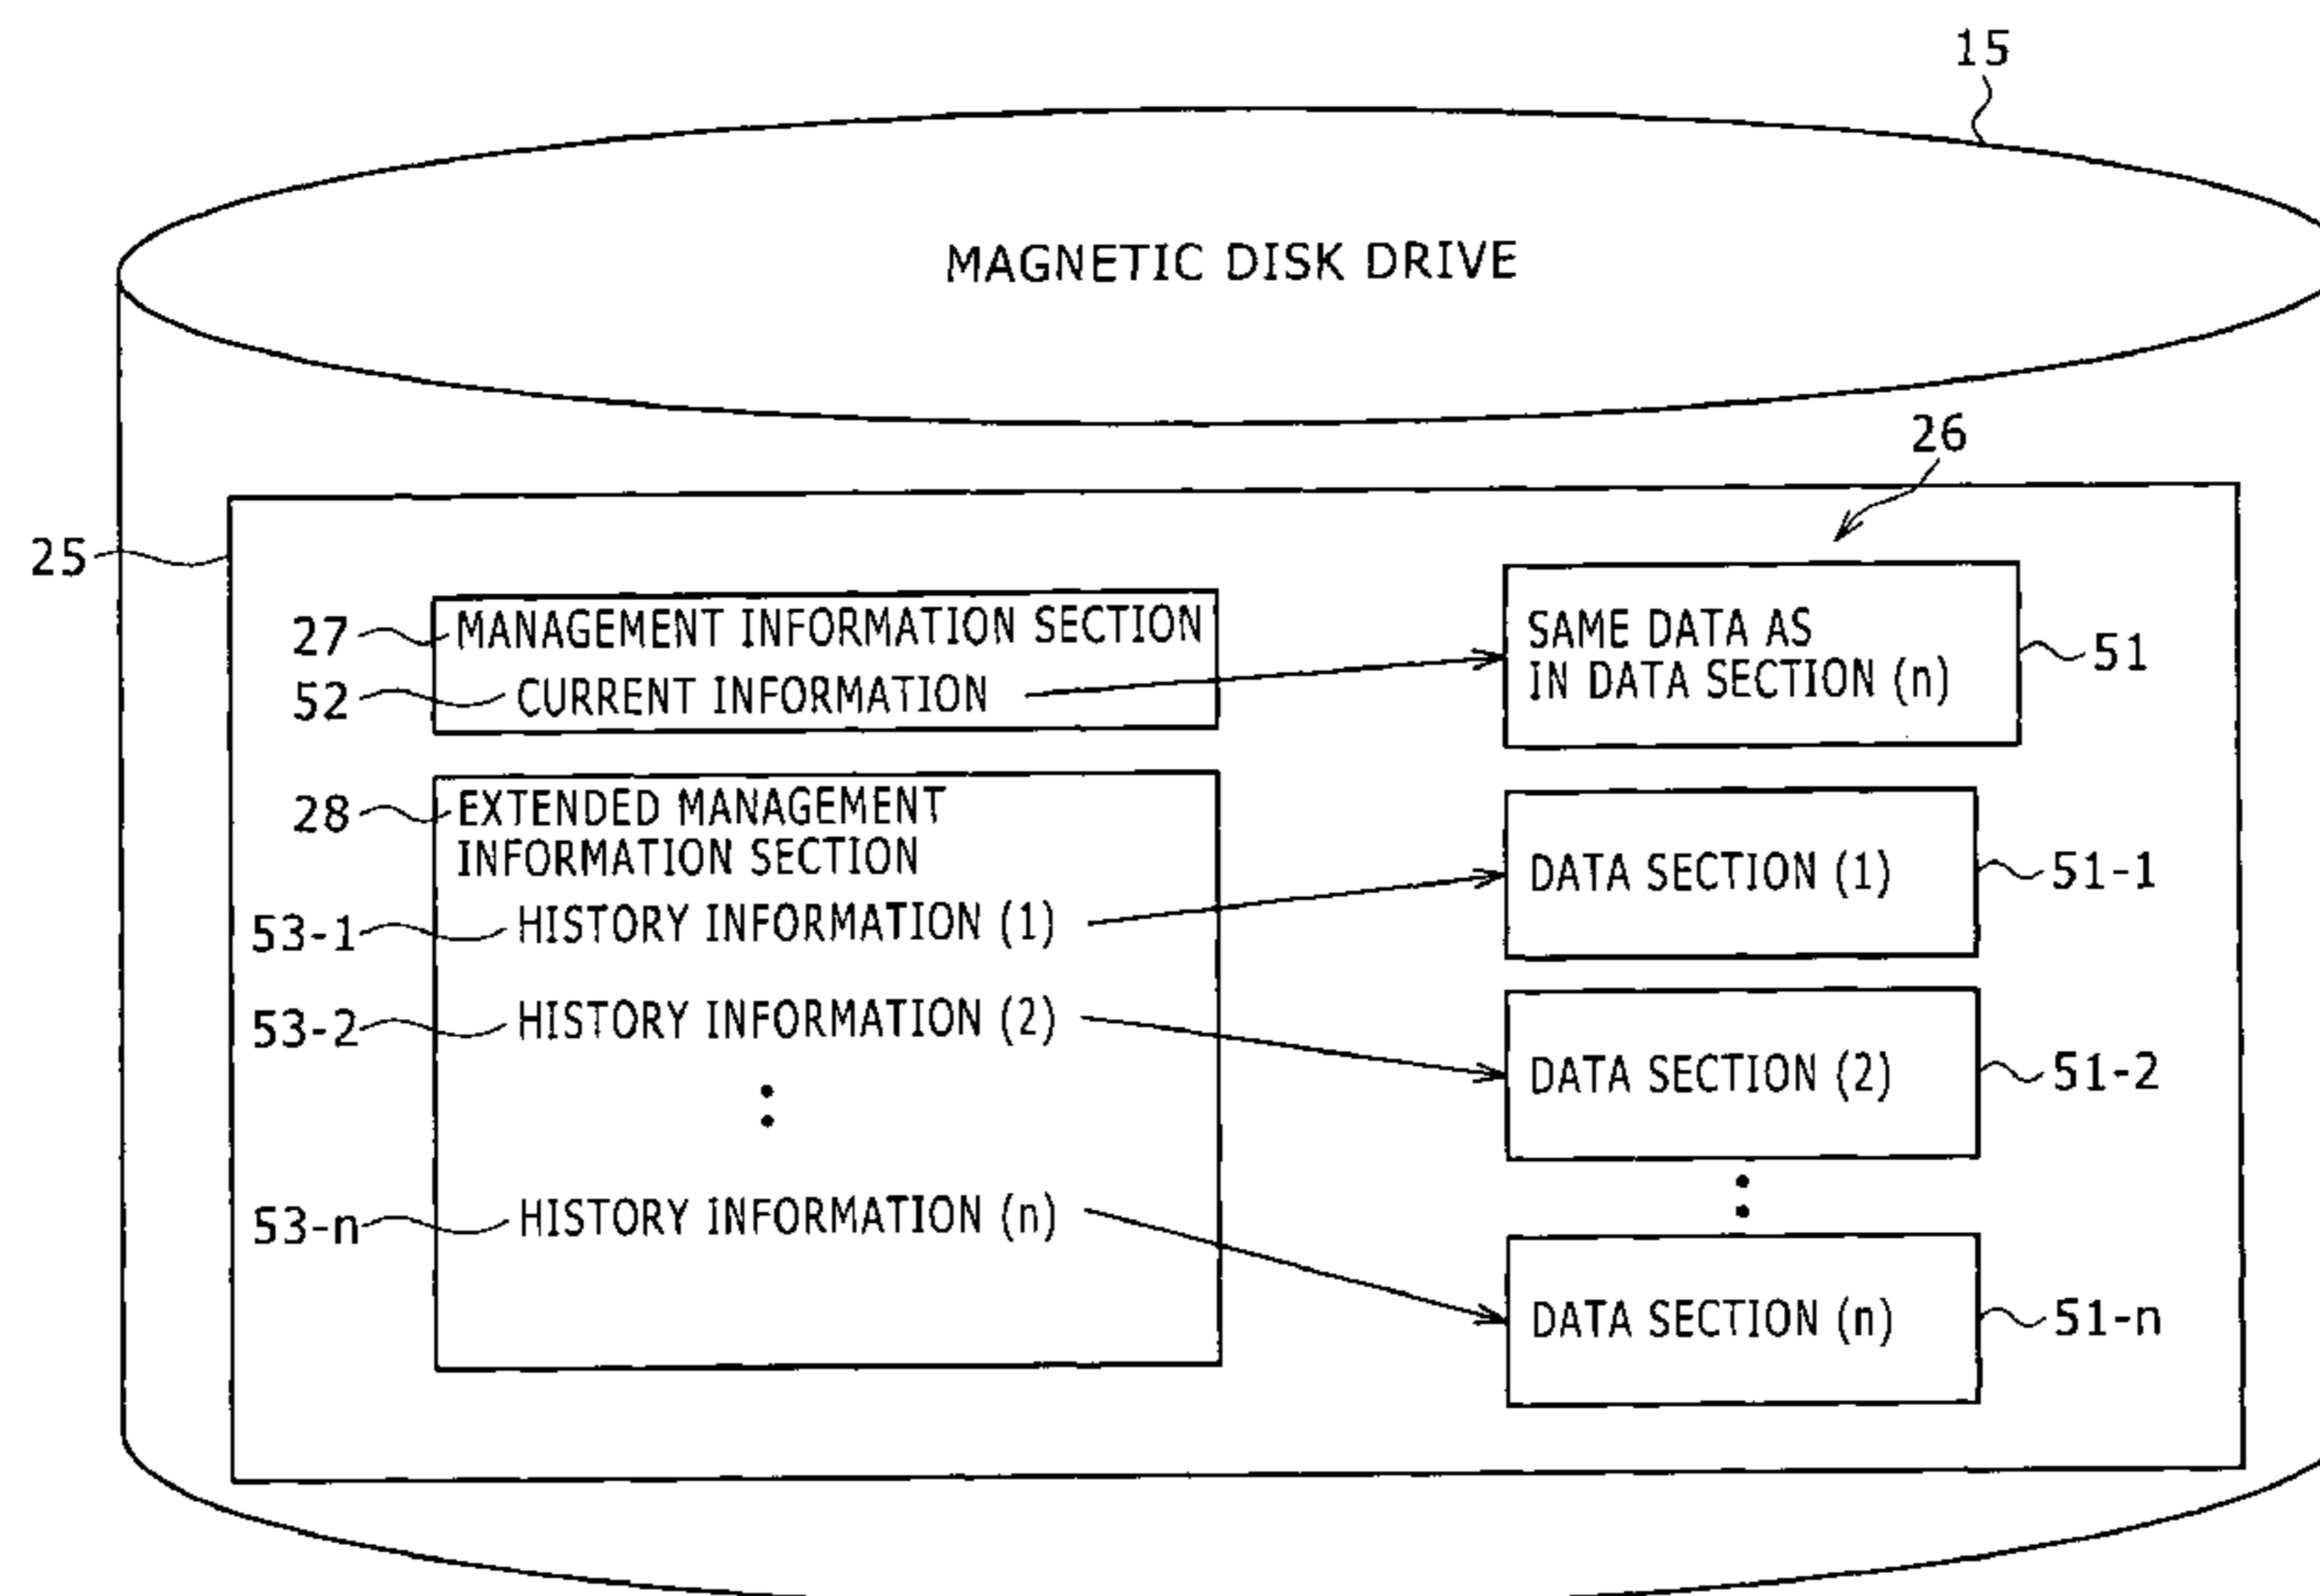 15
MAGNETIC DISK DRIVE
26
25
27
MANAGEMENT INFORMATION SECTION
52
CURRENT INFORMATION
SAME DATA AS
IN DATA SECTION (n)
51
28
EXTENDED MANAGEMENT
INFORMATION SECTION
53-1
HISTORY INFORMATION (1)
DATA SECTION (1)
51-1
53-2
HISTORY INFORMATION (2)
DATA SECTION (2)
51-2
53-n
HISTORY INFORMATION (n)
DATA SECTION (n)
51-n